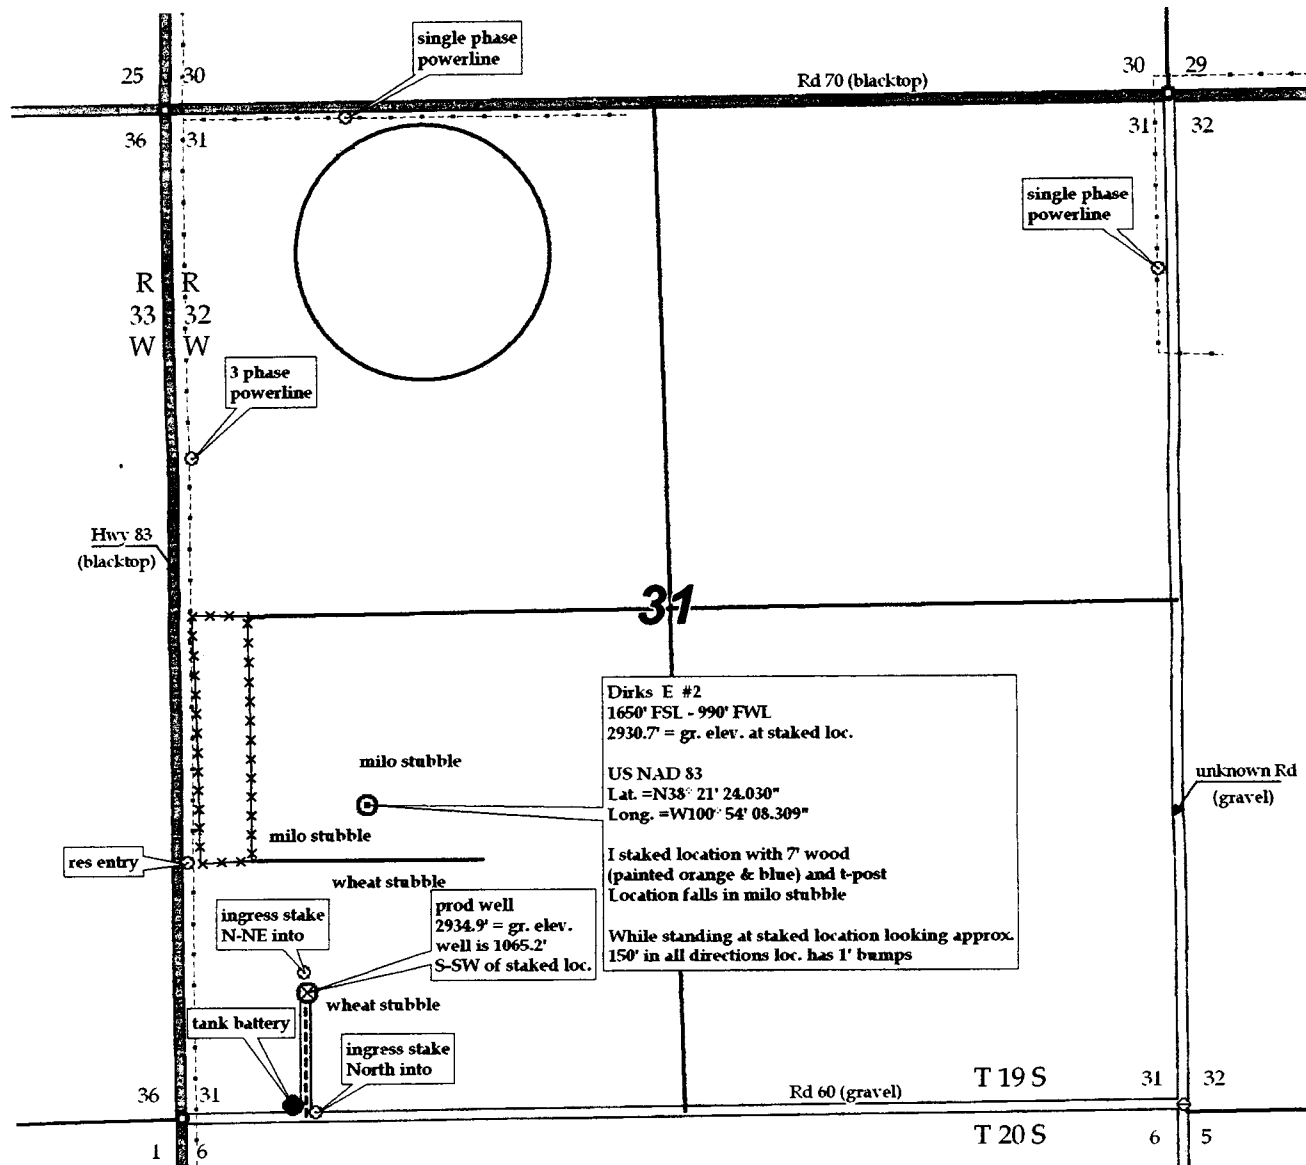 single phase
powerline
25 30
30 29
Rd 70 (blacktop)
36 31
31 32
single phase
powerline
R R
33 32
W W
3 phase
powerline
Hwy 83
(blacktop)
31
Dirks E #2
1650' FSL - 990' FWL
2930.7' = gr. elev. at staked loc.
US NAD 83
Lat. =N38° 21' 24.030"
Long. =W100° 54' 08.309"
I staked location with 7' wood
(painted orange & blue) and t-post
Location falls in milo stubble
While standing at staked location looking approx.
150' in all directions loc. has 1' bumps
unknown Rd
(gravel)
milo stubble
milo stubble
res entry
wheat stubble
ingress stake
N-NE into
prod well
2934.9' = gr. elev.
well is 1065.2'
S-SW of staked loc.
wheat stubble
tank battery
ingress stake
North into
36 31
Rd 60 (gravel)
T 19 S
31 32
1 6
T 20 S
6 5